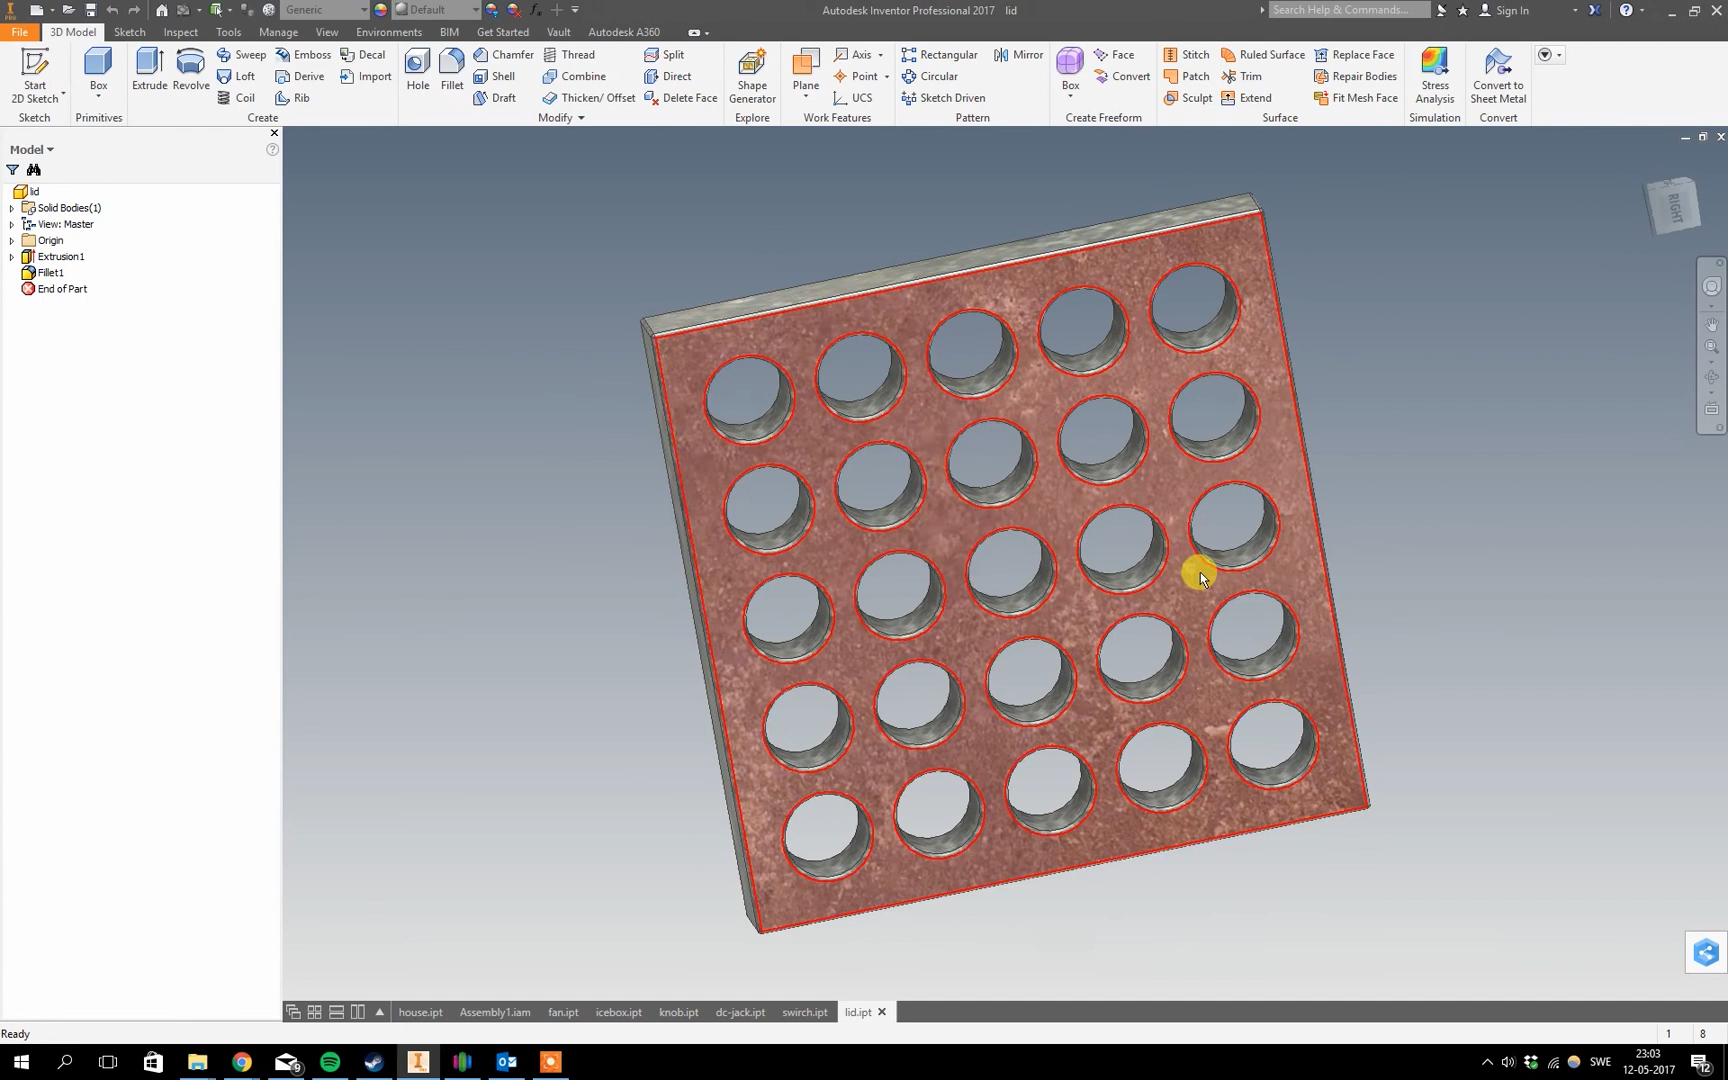 Generic
Default
Autodesk Inventor Professional 2017 lid
Search Help & Commands...
Sign In
File
3D Model
Sketch
Inspect
Tools
Manage
View
Environments
BIM
Get Started
Vault
Autodesk A360
Start
2D Sketch
Sketch
Box
Primitives
Extrude
Revolve
Sweep
Loft
Coil
Emboss
Derive
Rib
Decal
Import
Create
Hole
Fillet
Chamfer
Shell
Draft
Thread
Combine
Thicken/ Offset
Split
Direct
Delete Face
Modify
Shape
Generator
Explore
Plane
Axis
Point
UCS
Work Features
Rectangular
Circular
Sketch Driven
Mirror
Pattern
Box
Face
Convert
Create Freeform
Stitch
Patch
Sculpt
Ruled Surface
Trim
Extend
Replace Face
Repair Bodies
Fit Mesh Face
Surface
Stress
Analysis
Simulation
Convert to
Sheet Metal
Convert
Model
lid
Solid Bodies(1)
View: Master
Origin
Extrusion1
Fillet1
End of Part
RIGHT
house.ipt
Assembly1.iam
fan.ipt
icebox.ipt
knob.ipt
dc-jack.ipt
swirch.ipt
lid.ipt
Ready
1
8
9
SWE
23:03
12-05-2017
12